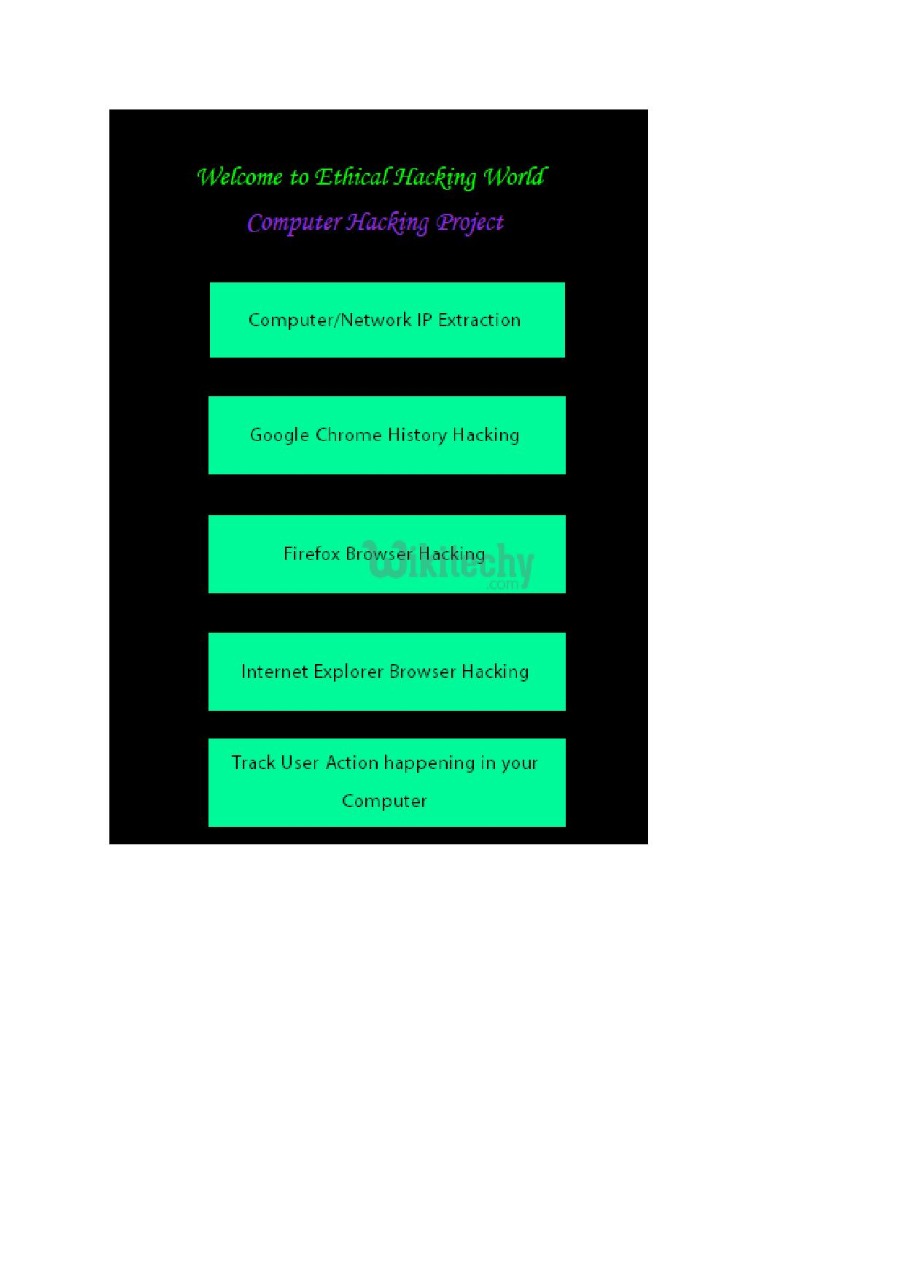 Welcome to Ethical Hacking World
Computer Hacking Project
Computer/Network IP Extraction
Google Chrome History Hacking
Firefox Browser Hacking
Wikitechy
.com
Internet Explorer Browser Hacking
Track User Action happening in your
Computer